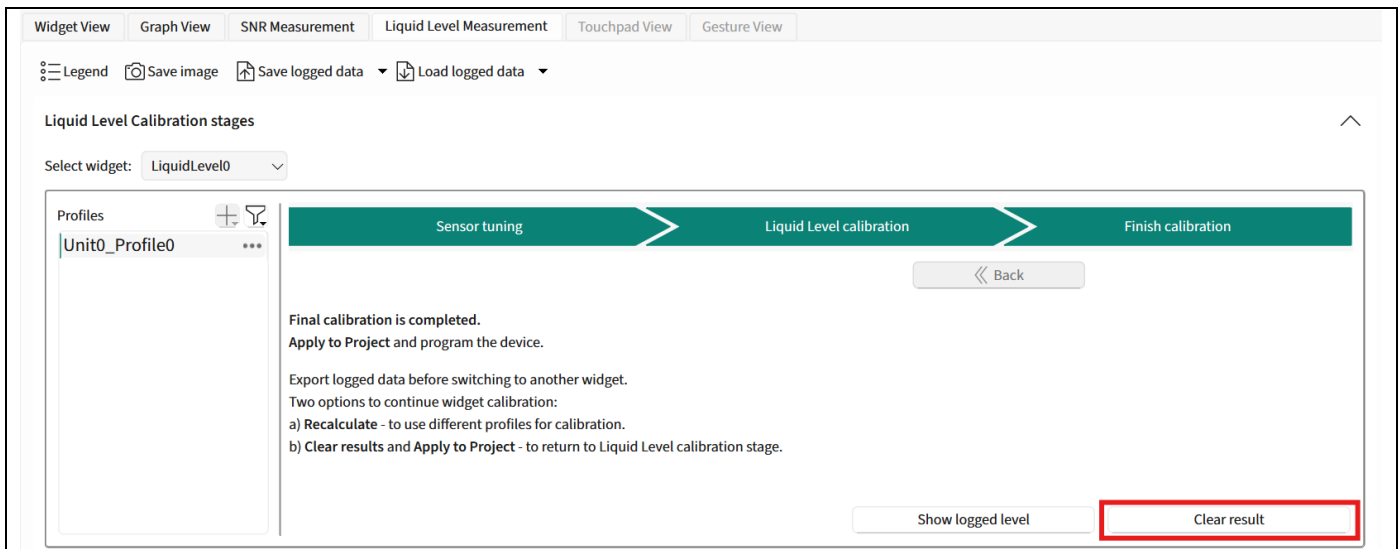 Widget View Graph View SNR Measurement Liquid Level Measurement Touchpad View Gesture View
Legend Save image Save logged data Load logged data
Liquid Level Calibration stages
Select widget: LiquidLevel0
Profiles
Unit0_Profile0
Sensor tuning Liquid Level calibration Finish calibration
Back
Final calibration is completed.
Apply to Project and program the device.
Export logged data before switching to another widget.
Two options to continue widget calibration:
a) Recalculate - to use different profiles for calibration.
b) Clear results and Apply to Project - to return to Liquid Level calibration stage.
Show logged level Clear result